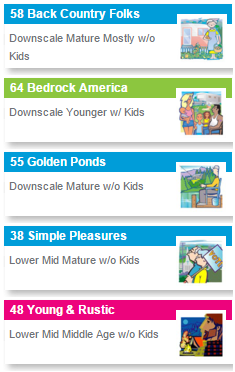 58 Back Country Folks
Downscale Mature Mostly w/o
Kids
64 Bedrock America
Downscale Younger w/ Kids
55 Golden Ponds
Downscale Mature w/o Kids
38 Simple Pleasures
Lower Mid Mature w/o Kids
48 Young & Rustic
Lower Mid Middle Age w/o Kids